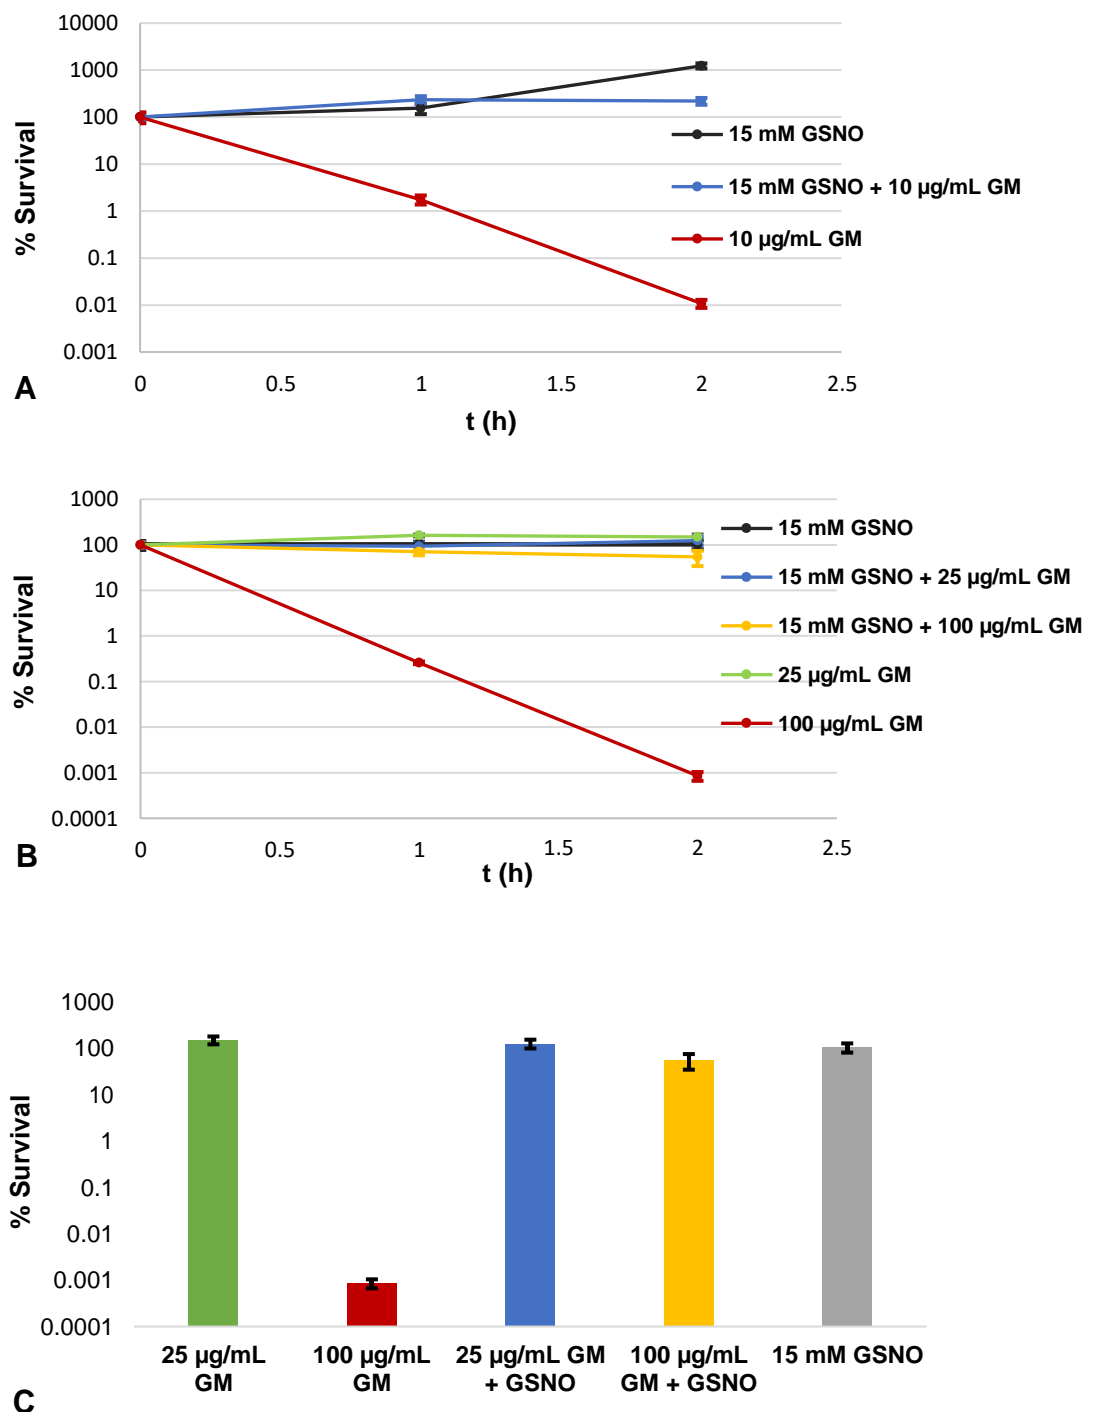 10000
1000
100
10
1
0.1
0.01
0.001
% Survival
15 mM GSNO
15 mM GSNO + 10 µg/mL GM
10 µg/mL GM
0 0.5 1 1.5 2 2.5
t (h)
A
1000
100
10
1
0.1
0.01
0.001
0.0001
% Survival
15 mM GSNO
15 mM GSNO + 25 µg/mL GM
15 mM GSNO + 100 µg/mL GM
25 µg/mL GM
100 µg/mL GM
0 0.5 1 1.5 2 2.5
t (h)
B
1000
100
10
1
0.1
0.01
0.001
0.0001
% Survival
25 µg/mL
GM
100 µg/mL
GM
25 µg/mL GM
+ GSNO
100 µg/mL
GM + GSNO
15 mM GSNO
C